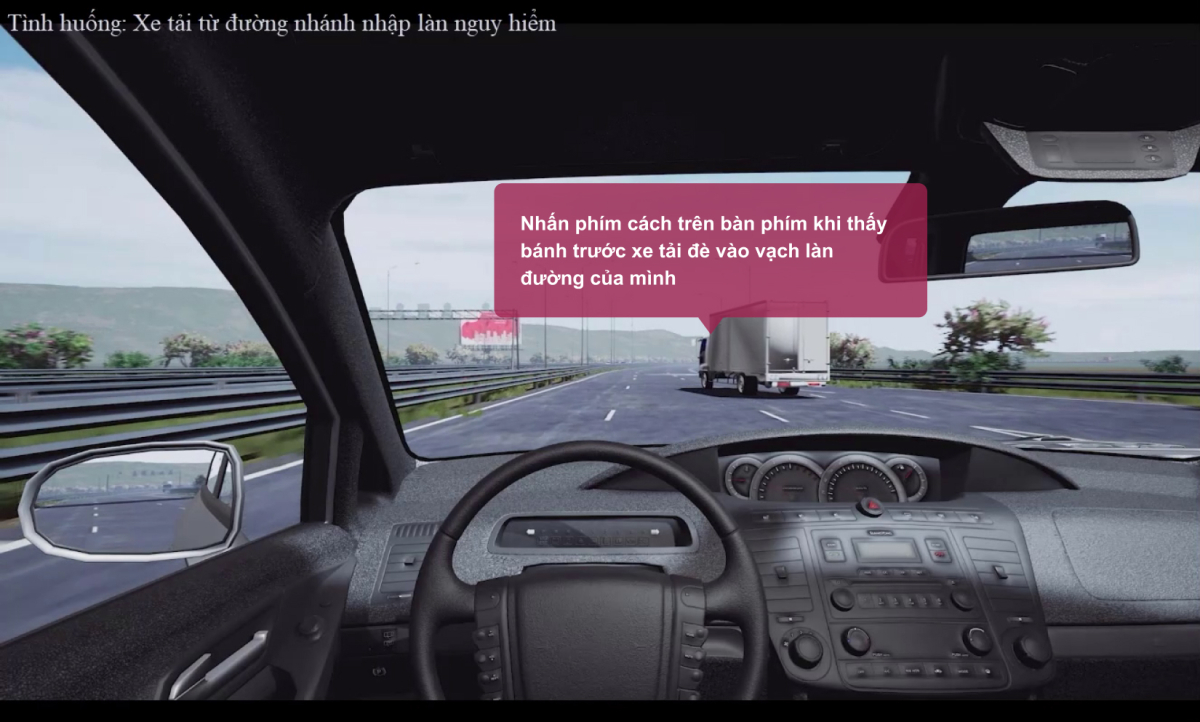 Tình huống: Xe tải từ đường nhánh nhập làn nguy hiểm
Nhấn phím cách trên bàn phím khi thấy
bánh trước xe tải đè vào vạch làn
đường của mình